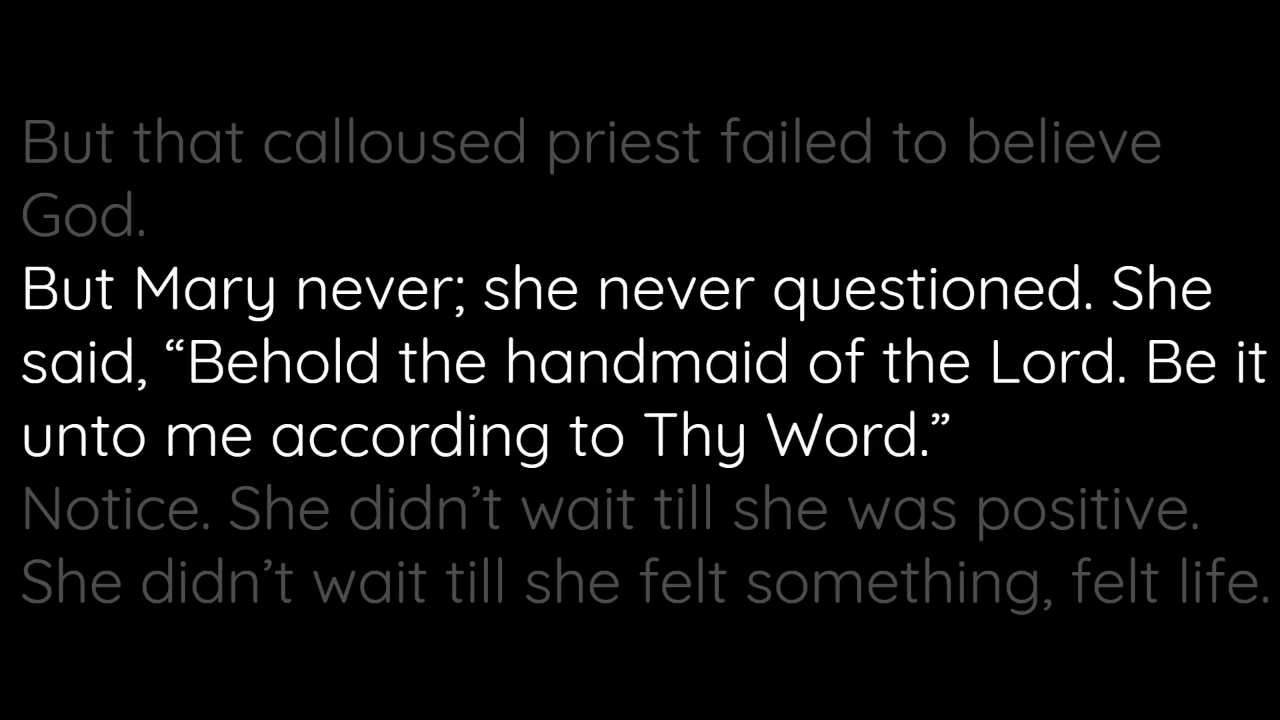 But that calloused priest failed to believe
God.
But Mary never; she never questioned. She
said, “Behold the handmaid of the Lord. Be it
unto me according to Thy Word.”
Notice. She didn’t wait till she was positive.
She didn’t wait till she felt something, felt life.